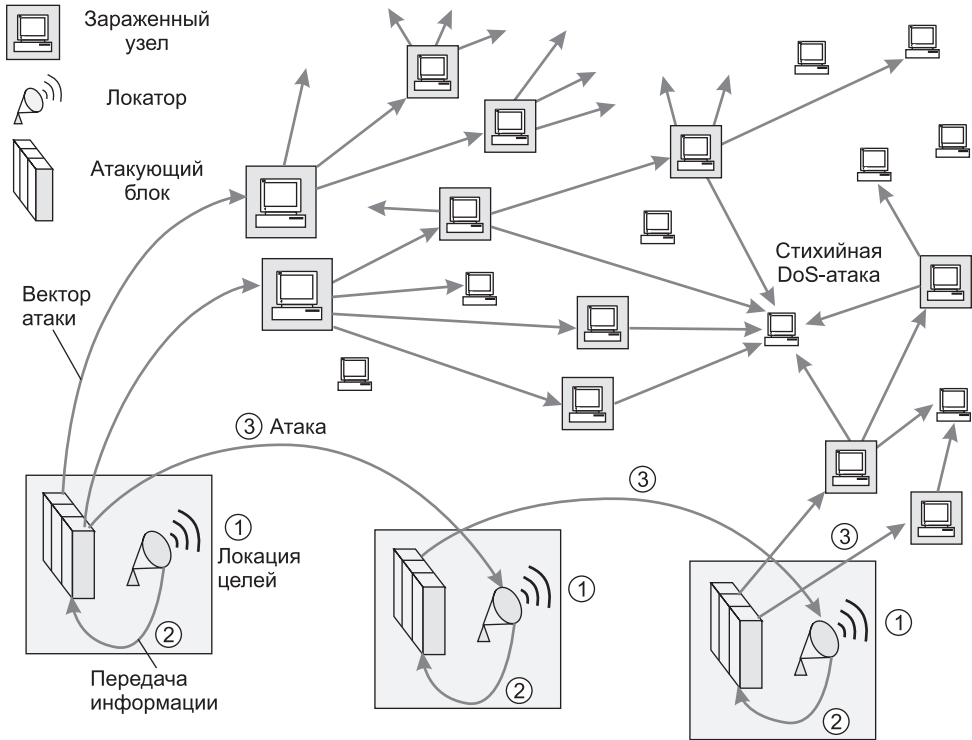 Зараженный
узел
Локатор
Атакующий
блок
Вектор
атаки
Стихийная
DoS-атака
③ Атака
③
① 
Локация
целей
②
Передача
информации
①
②
③
①
②